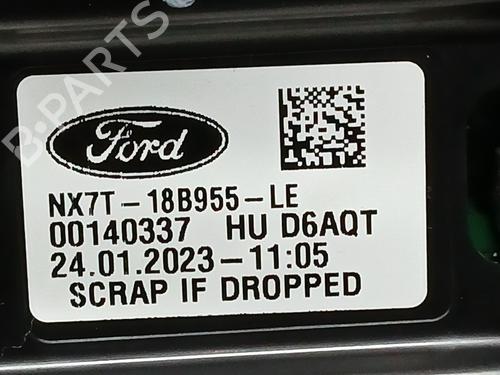 B-PARTS
Ford
NX7T-18B955-LE
00140337 HU D6AQT
24.01.2023-11:05
SCRAP IF DROPPED